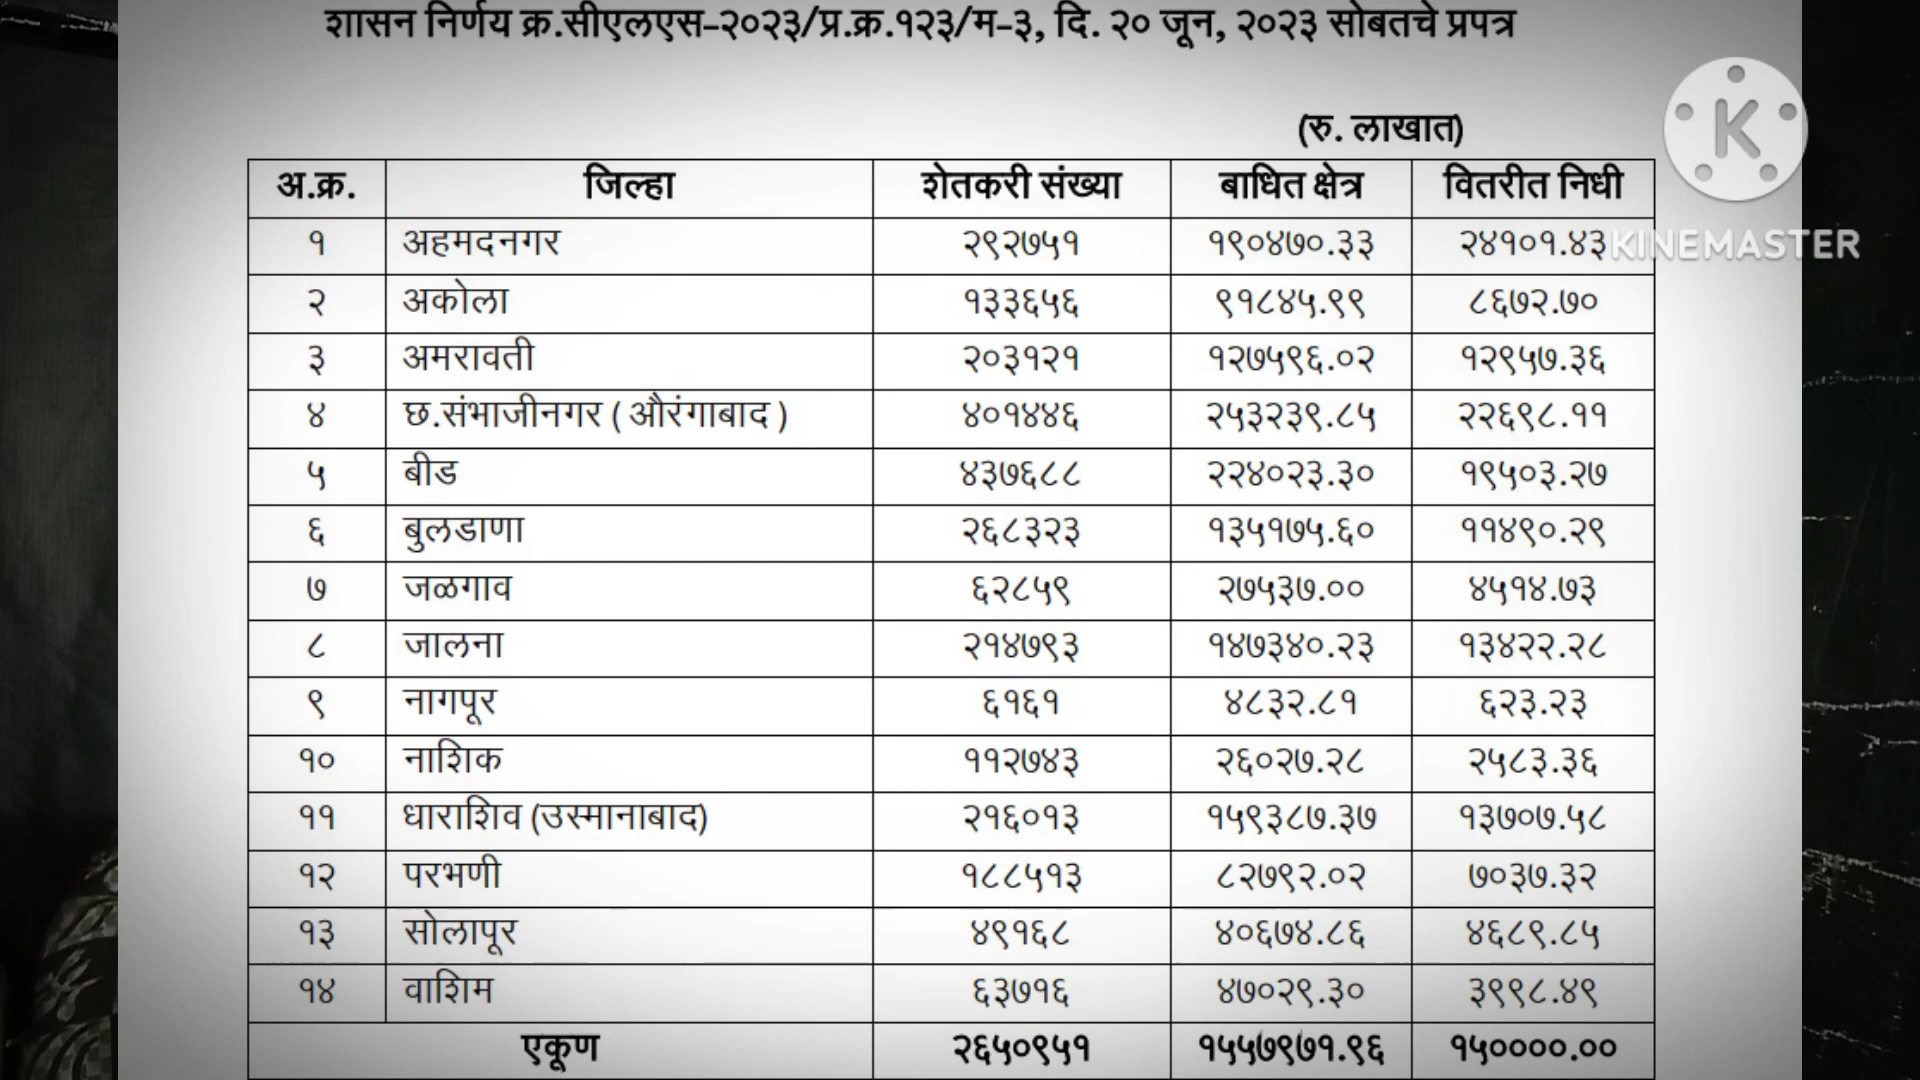 शासन निर्णय क्र.सीएलएस-२०२३/प्र.क्र.१२३/म-३, दि. २० जून, २०२३ सोबतचे प्रपत्र
(रु. लाखात)
अ.क्र. जिल्हा शेतकरी संख्या बाधित क्षेत्र वितरीत निधी
१ अहमदनगर २९२७५१ १९०४७०.३३ २४१०१.४३
२ अकोला १३३६५६ ९१८४५.९९ ८६७२.७०
३ अमरावती २०३१२१ १२७५९६.०२ १२९५७.३६
४ छ.संभाजीनगर ( औरंगाबाद ) ४०१४४६ २५३२३९.८५ २२६९८.११
५ बीड ४३७६८८ २२४०२३.३० १९५०३.२७
६ बुलडाणा २६८३२३ १३५१७५.६० ११४९०.२९
७ जळगाव ६२८५९ २७५३७.०० ४५१४.७३
८ जालना २१४७९३ १४७३४०.२३ १३४२२.२८
९ नागपूर ६१६१ ४८३२.८१ ६२३.२३
१० नाशिक ११२७४३ २६०२७.२८ २५८३.३६
११ धाराशिव (उस्मानाबाद) २१६०१३ १५९३८७.३७ १३७०७.५८
१२ परभणी १८८५१३ ८२७९२.०२ ७०३७.३२
१३ सोलापूर ४९१६८ ४०६७४.८६ ४६८९.८५
१४ वाशिम ६३७१६ ४७०२९.३० ३९९८.४९
एकूण २६५०९५१ १५५७९७१.९६ १५००००.००
K
KINEMASTER